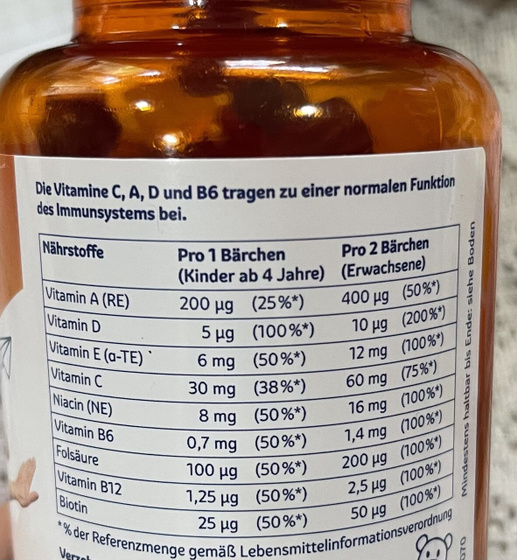 Die Vitamine C, A, D und B6 tragen zu einer normalen Funktion
des Immunsystems bei.
Nährstoffe Pro 1 Bärchen (Kinder ab 4 Jahre) Pro 2 Bärchen (Erwachsene)
Vitamin A (RE) 200 µg (25%*) 400 µg (50%*)
Vitamin D 5 µg (100%*) 10 µg (200%*)
Vitamin E (α-TE) 6 mg (50%*) 12 mg (100%*)
Vitamin C 30 mg (38%*) 60 mg (75%*)
Niacin (NE) 8 mg (50%*) 16 mg (100%*)
Vitamin B6 0,7 mg (50%*) 1,4 mg (100%*)
Folsäure 100 µg (50%*) 200 µg (100%*)
Vitamin B12 1,25 µg (50%*) 2,5 µg (100%*)
Biotin 25 µg (50%*) 50 µg (100%*)
*% der Referenzmenge gemäß Lebensmittelinformationsverordnung
Mindestens haltbar bis Ende: siehe Boden